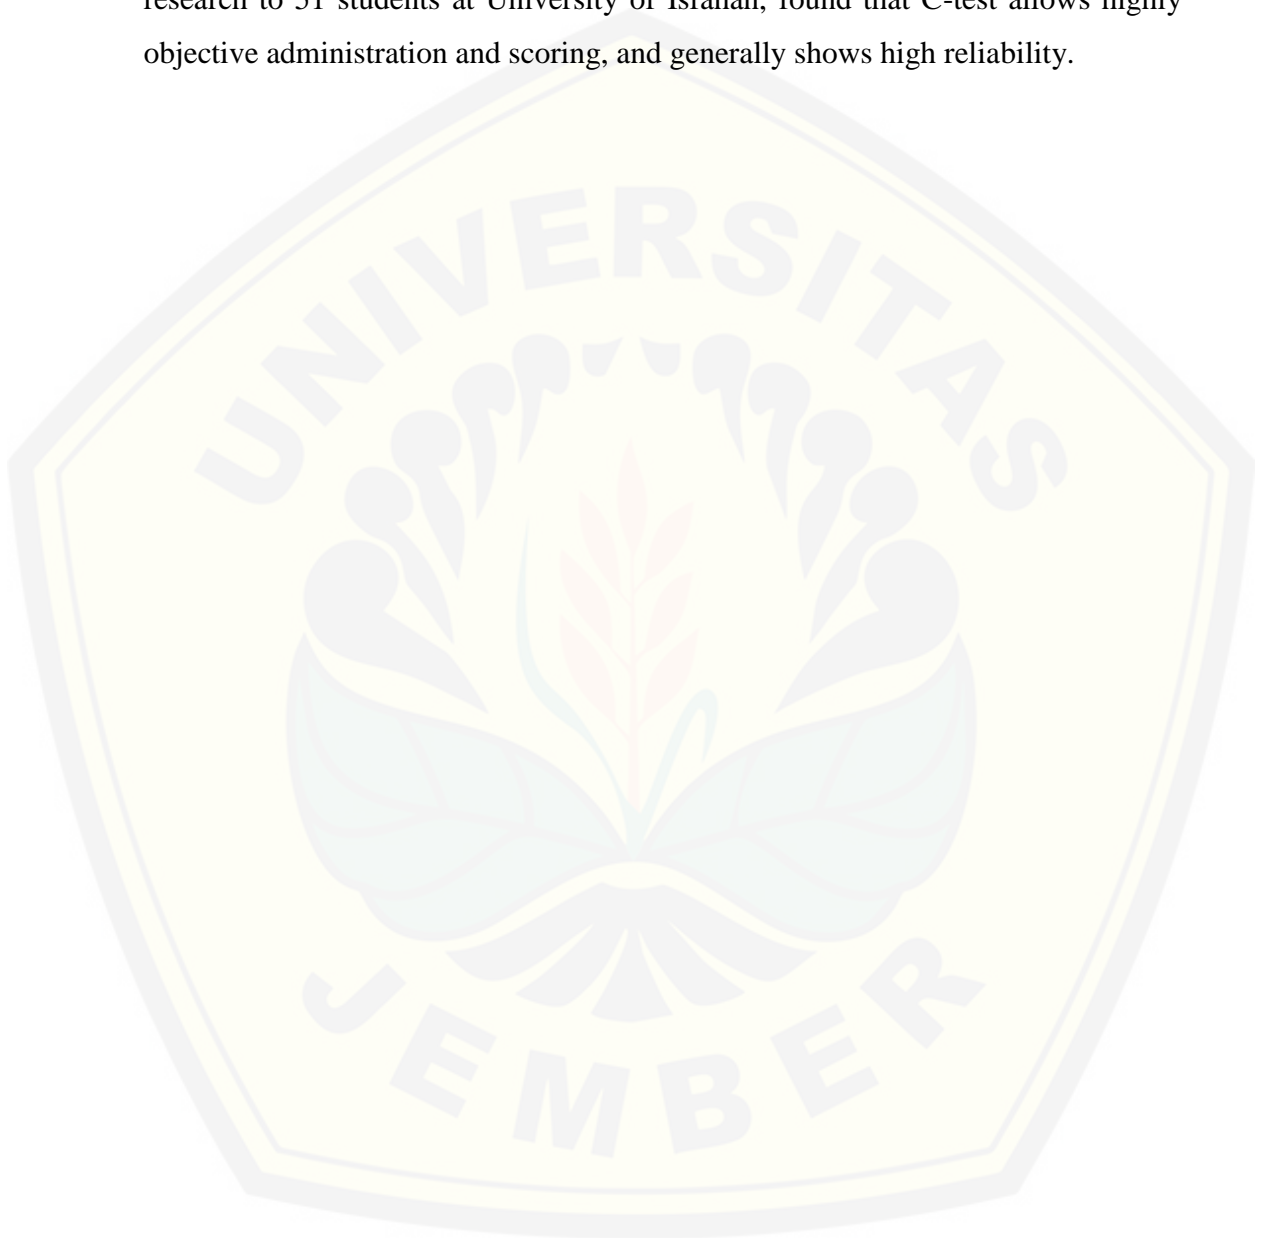 research to students at University of Isfahan, found that C-test allows highly
objective administration and scoring, and generally shows high reliability.
UNIVERSITAS
JEMBER